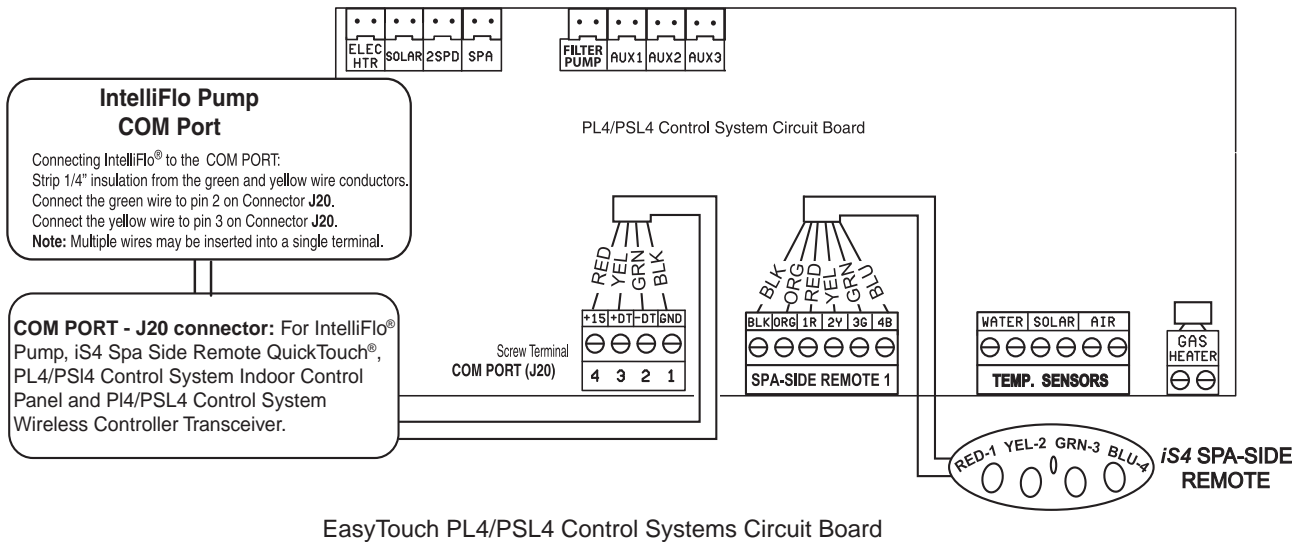 ELEC HTR
SOLAR
2SPD
SPA
FILTER PUMP
AUX1
AUX2
AUX3
IntelliFlo Pump
COM Port
Connecting IntelliFlo® to the COM PORT:
Strip 1/4" insulation from the green and yellow wire conductors.
Connect the green wire to pin 2 on Connector J20.
Connect the yellow wire to pin 3 on Connector J20.
Note: Multiple wires may be inserted into a single terminal.
PL4/PSL4 Control System Circuit Board
COM PORT - J20 connector: For IntelliFlo®
Pump, iS4 Spa Side Remote QuickTouch®,
PL4/PSl4 Control System Indoor Control
Panel and Pl4/PSL4 Control System
Wireless Controller Transceiver.
RED YEL GRN BLK
+15 +DT -DT GND
Screw Terminal
COM PORT (J20)
4 3 2 1
BLK ORG RED YEL GRN BLU
BLK ORG 1R 2Y 3G 4B
SPA-SIDE REMOTE 1
WATER SOLAR AIR
TEMP. SENSORS
GAS
HEATER
RED-1 YEL-2 GRN-3 BLU-4
iS4 SPA-SIDE
REMOTE
EasyTouch PL4/PSL4 Control Systems Circuit Board